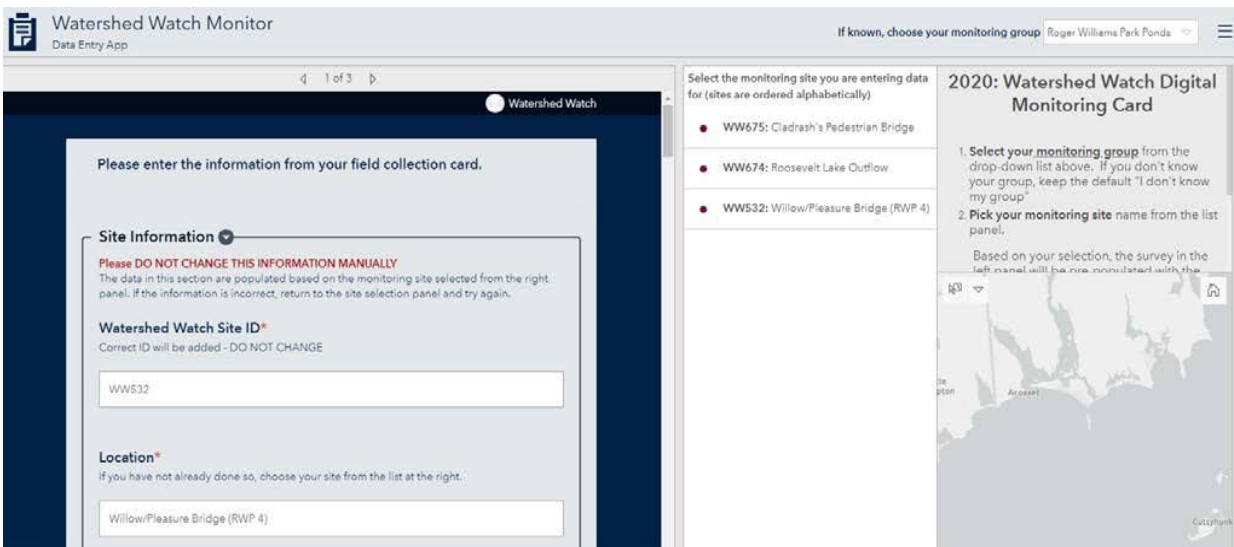 Watershed Watch Monitor
Data Entry App
If known, choose your monitoring group
Roger Williams Park Ponds
1 of 3
Watershed Watch
Please enter the information from your field collection card.
Site Information
Please DO NOT CHANGE THIS INFORMATION MANUALLY
The data in this section are populated based on the monitoring site selected from the right
panel. If the information is incorrect, return to the site selection panel and try again.
Watershed Watch Site ID*
Correct ID will be added - DO NOT CHANGE
WW532
Location*
If you have not already done so, choose your site from the list at the right.
Willow/Pleasure Bridge (RWP 4)
Select the monitoring site you are entering data
for (sites are ordered alphabetically)
WW675: Cladrash's Pedestrian Bridge
WW674: Roosevelt Lake Outflow
WW532: Willow/Pleasure Bridge (RWP 4)
2020: Watershed Watch Digital
Monitoring Card
1. Select your monitoring group from the
drop-down list above. If you don't know
your group, keep the default "I don't know
my group"
2. Pick your monitoring site name from the list
panel.
Based on your selection, the survey in the
left panel will be pre-populated with the
Acoaxet
Cuttyhunk